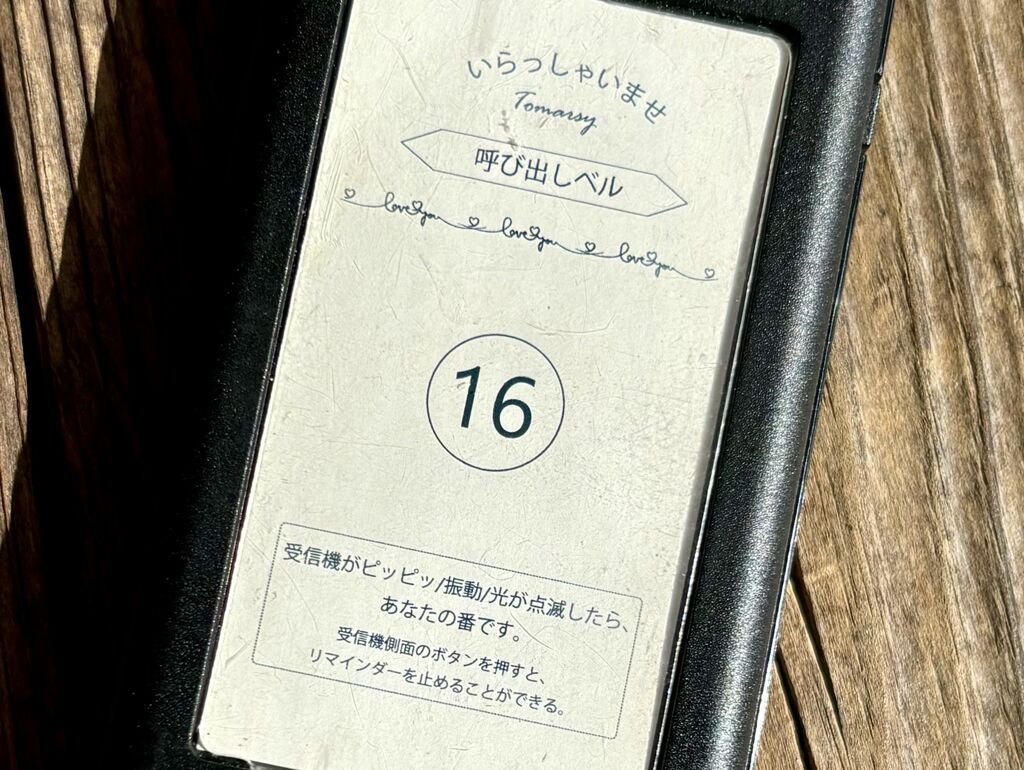 いらっしゃいませ
Tomarsy
呼び出しベル
love you love you love you
16
受信機がピッピッ/振動/光が点滅したら、
あなたの番です。
受信機側面のボタンを押すと、
リマインダーを止めることができる。